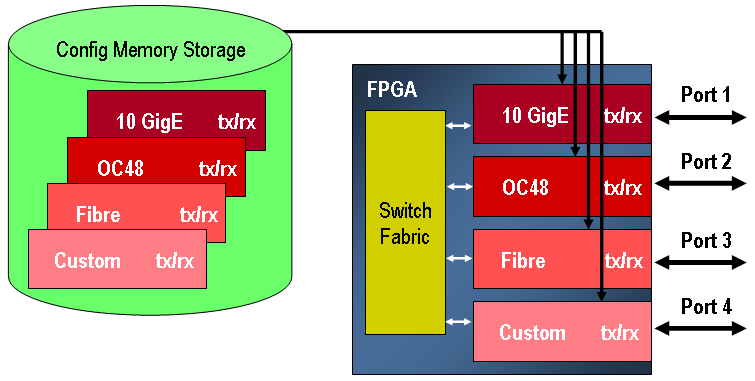 Config Memory Storage
10 GigE tx/rx
OC48 tx/rx
Fibre tx/rx
Custom tx/rx
FPGA
Switch
Fabric
10 GigE tx/rx
OC48 tx/rx
Fibre tx/rx
Custom tx/rx
Port 1
Port 2
Port 3
Port 4